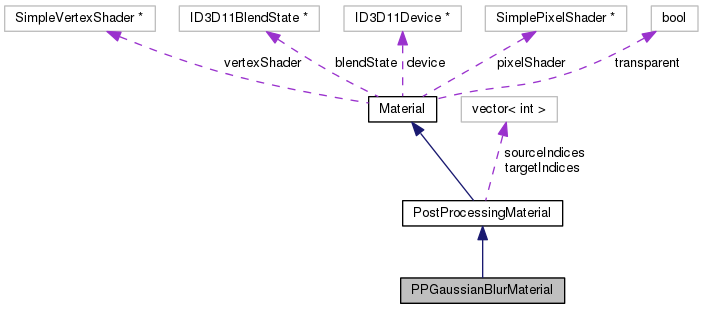 SimpleVertexShader *
ID3D11BlendState *
ID3D11Device *
SimplePixelShader *
bool
vertexShader
blendState
device
pixelShader
transparent
Material
vector< int >
sourceIndices
targetIndices
PostProcessingMaterial
PPGaussianBlurMaterial